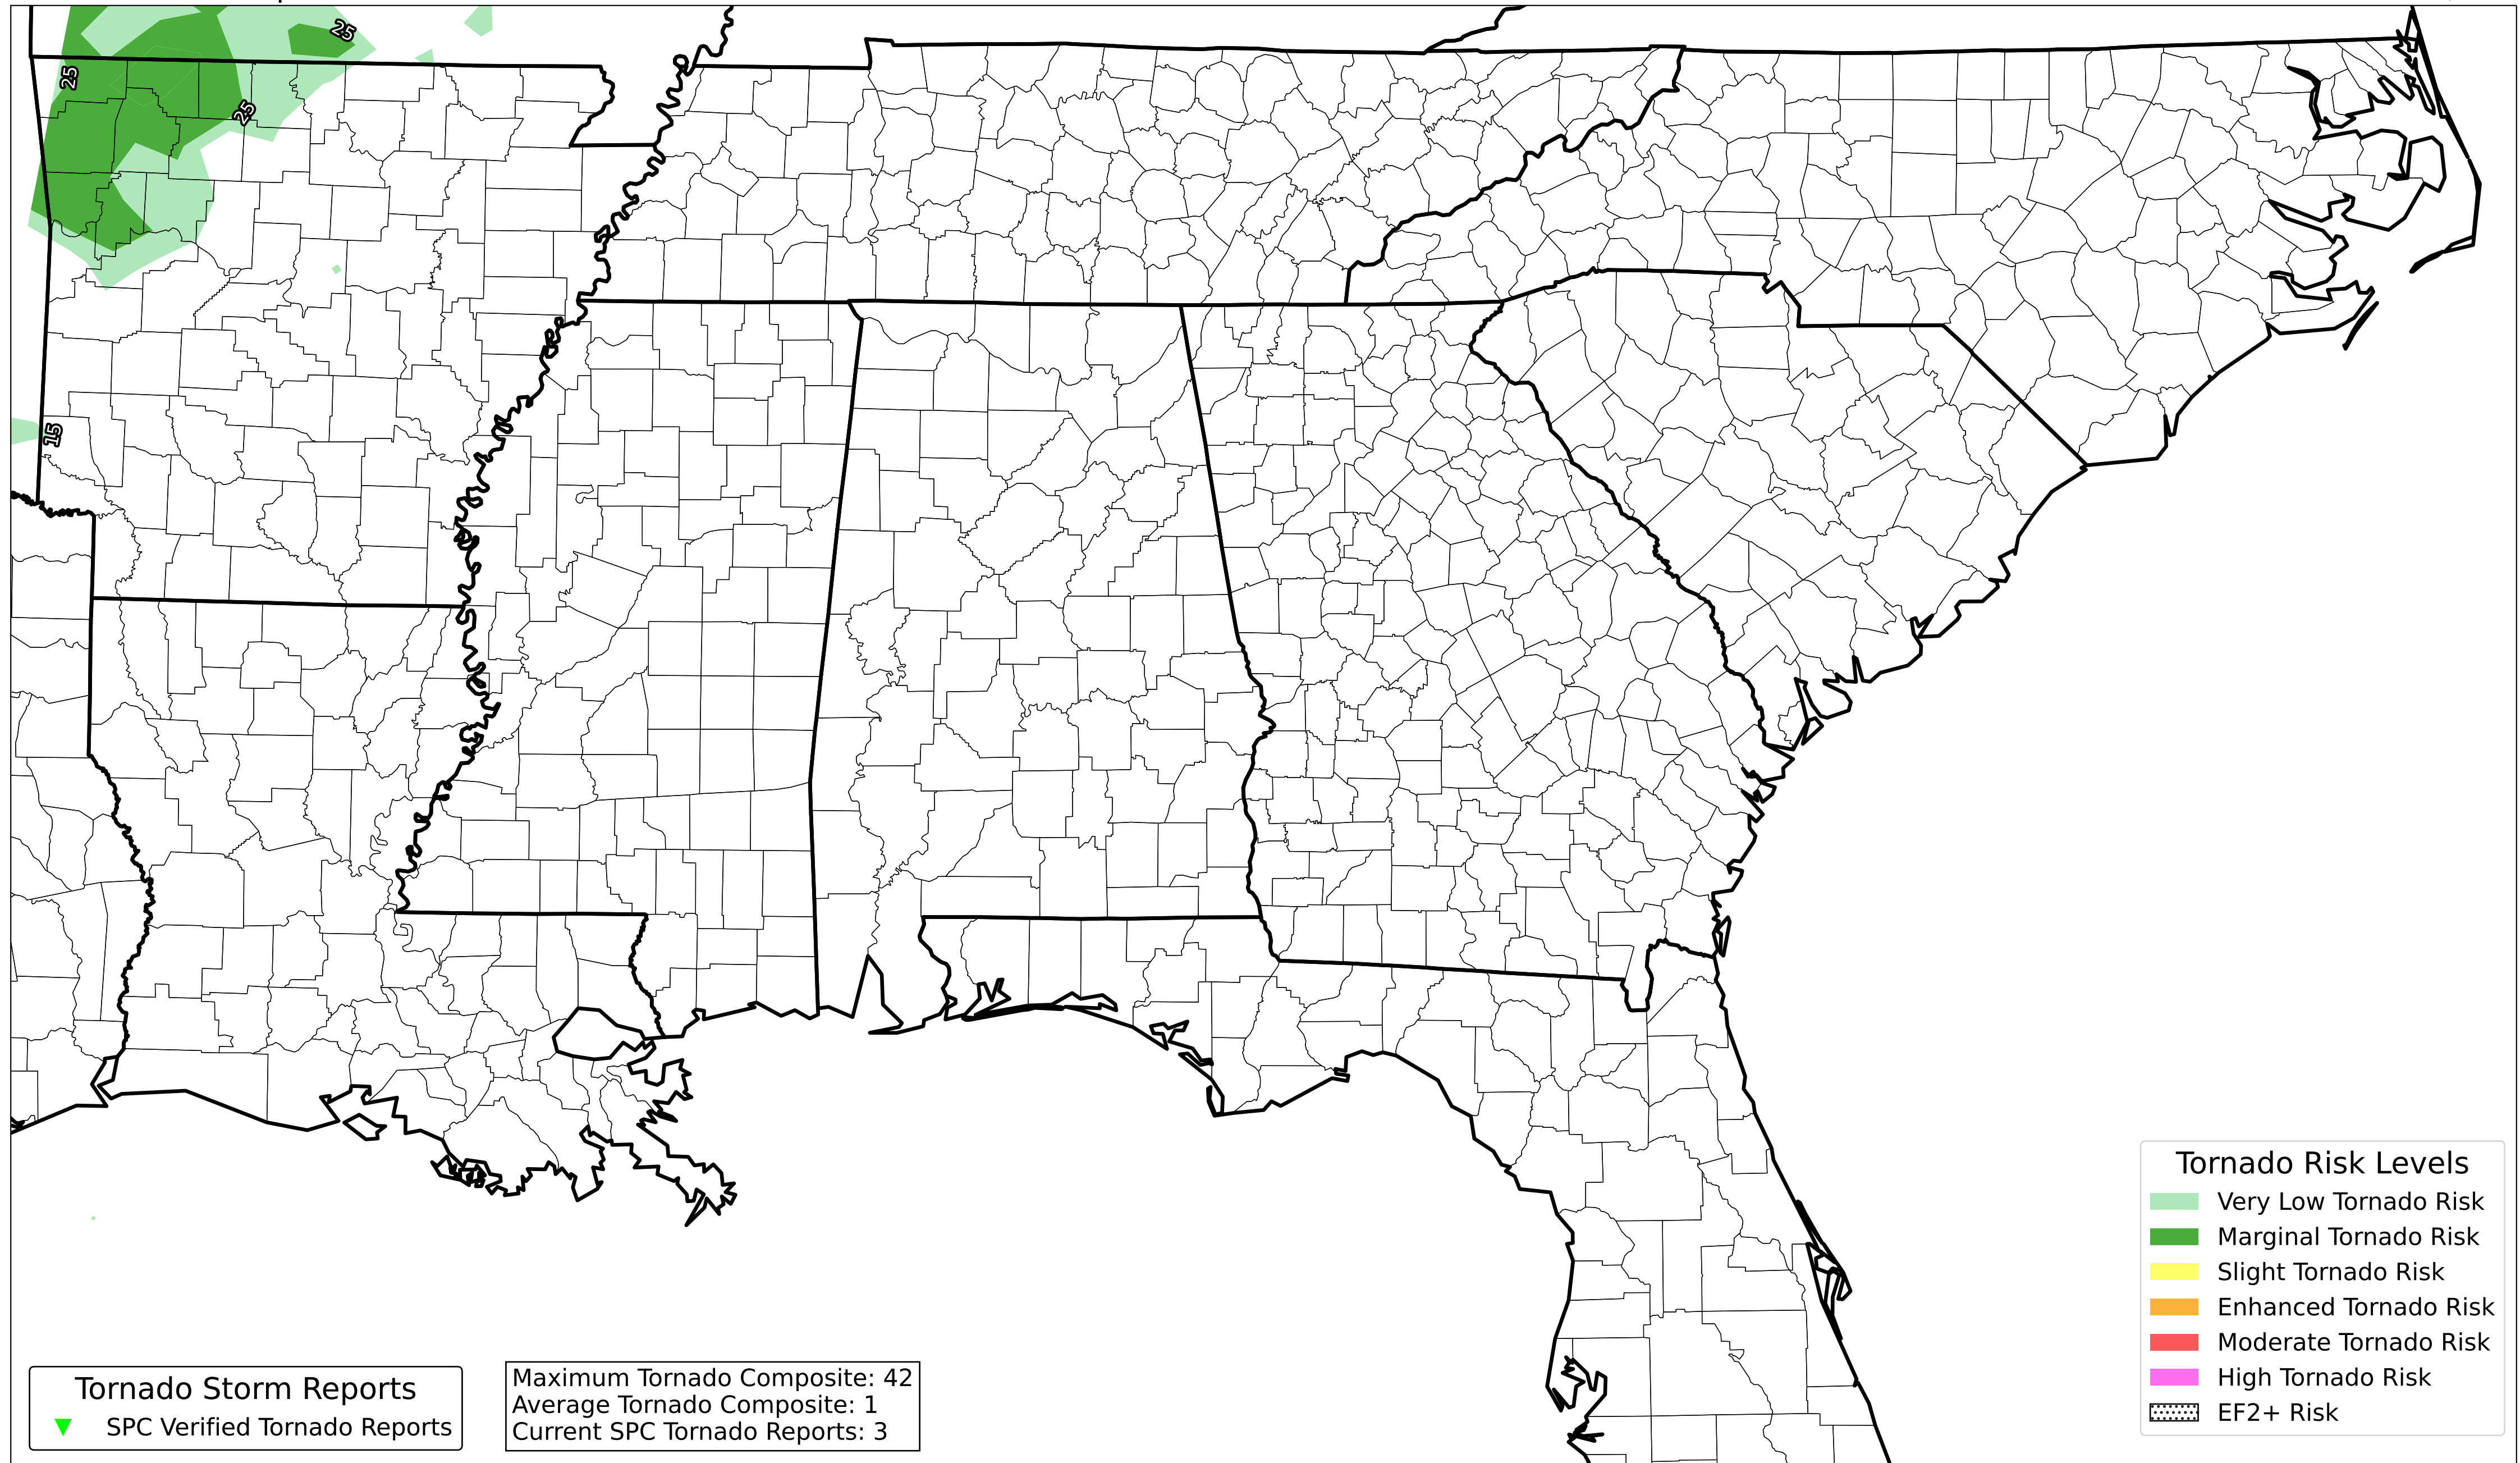 25
25
25
15
Tornado Risk Levels
Very Low Tornado Risk
Marginal Tornado Risk
Slight Tornado Risk
Enhanced Tornado Risk
Moderate Tornado Risk
High Tornado Risk
EF2+ Risk
Tornado Storm Reports
SPC Verified Tornado Reports
Maximum Tornado Composite: 42
Average Tornado Composite: 1
Current SPC Tornado Reports: 3